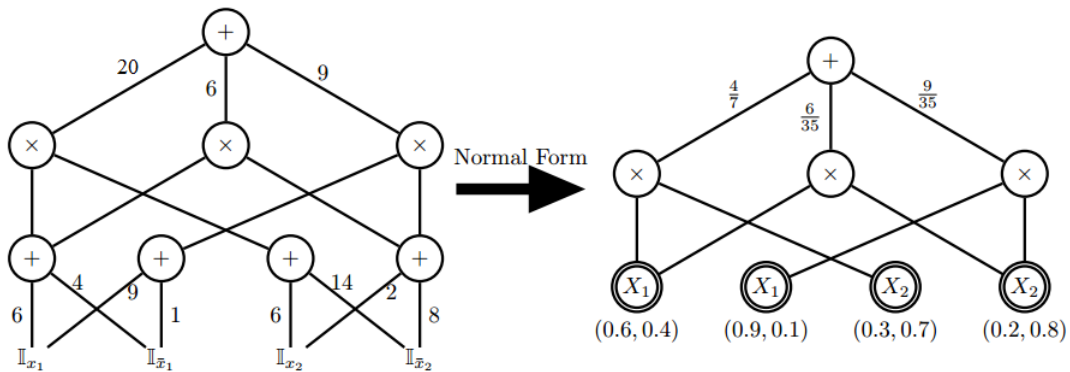 +
20
6
9
× × ×
+ + + +
6
4
9
1
6
14
2
8
𝕀x₁ 𝕀x̄₁ 𝕀x₂ 𝕀x̄₂
Normal Form
+
4/7
6/35
9/35
× × ×
X₁ X₁ X₂ X₂
(0.6, 0.4) (0.9, 0.1) (0.3, 0.7) (0.2, 0.8)